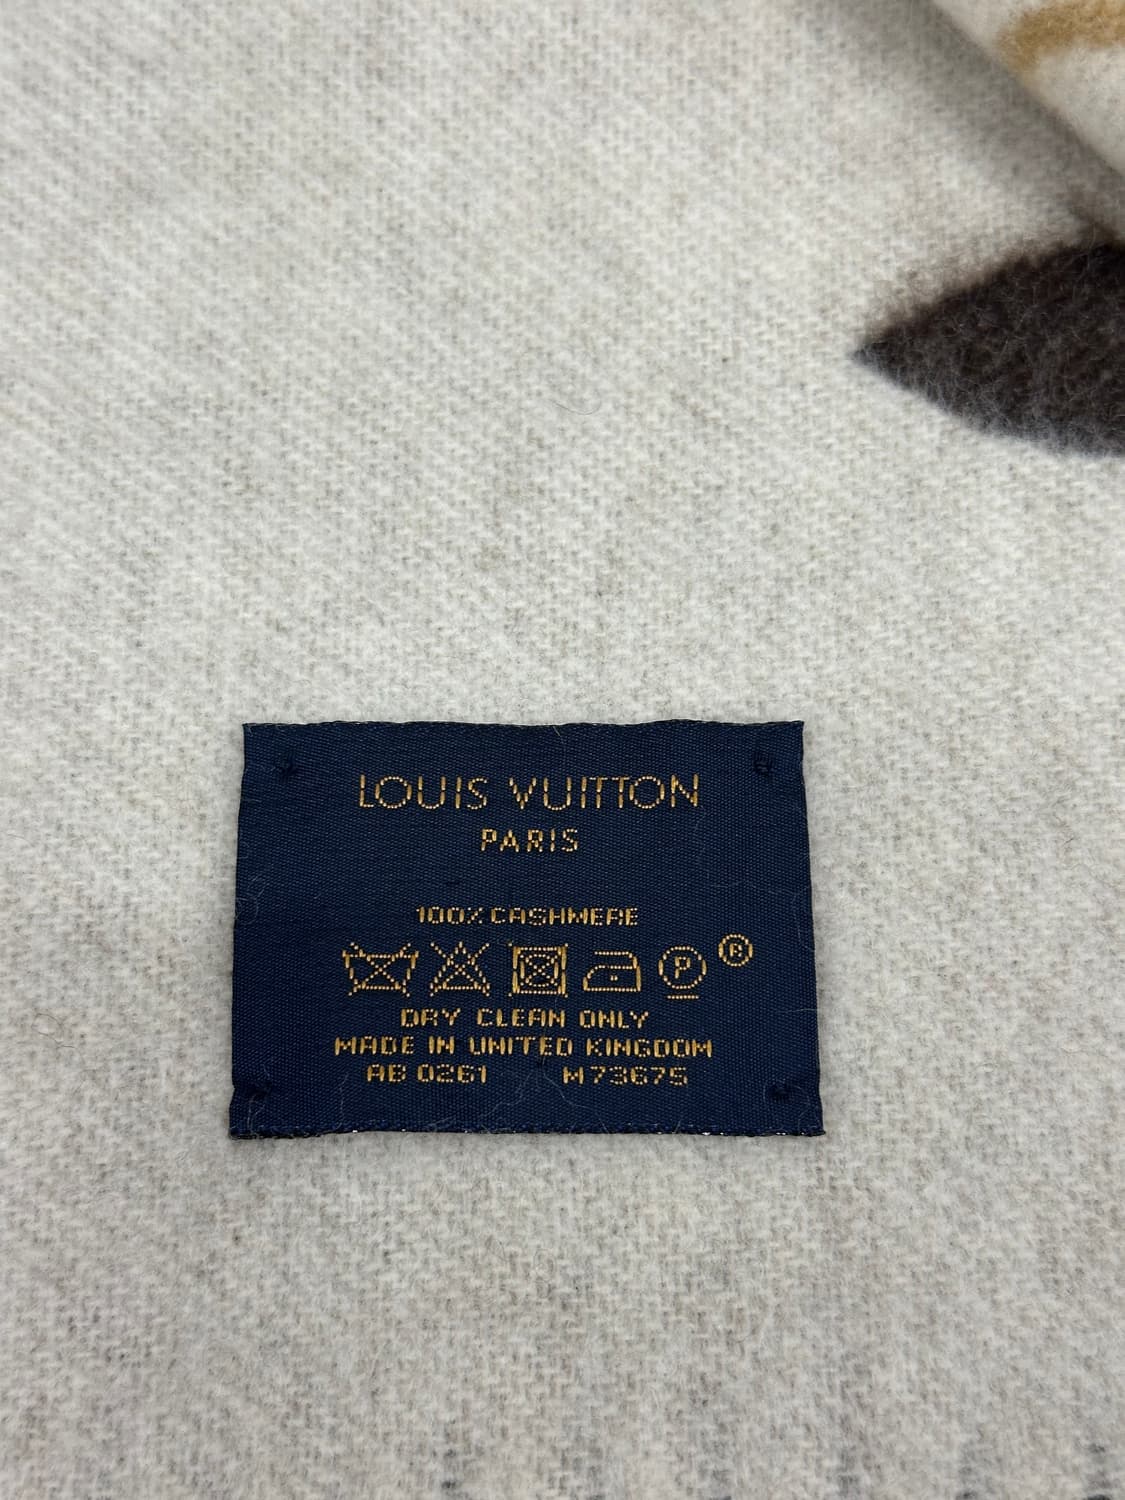 LOUIS VUITTON
PARIS
100% CASHMERE
P ®
DRY CLEAN ONLY
MADE IN UNITED KINGDOM
AB 0261 M73675